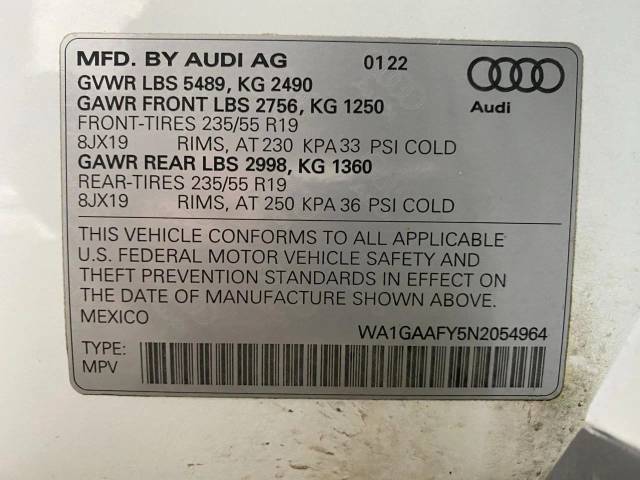 MFD. BY AUDI AG 0122
GVWR LBS 5489, KG 2490
GAWR FRONT LBS 2756, KG 1250
Audi
FRONT-TIRES 235/55 R19
8JX19 RIMS, AT 230 KPA 33 PSI COLD
GAWR REAR LBS 2998, KG 1360
REAR-TIRES 235/55 R19
8JX19 RIMS, AT 250 KPA 36 PSI COLD
THIS VEHICLE CONFORMS TO ALL APPLICABLE
U.S. FEDERAL MOTOR VEHICLE SAFETY AND
THEFT PREVENTION STANDARDS IN EFFECT ON
THE DATE OF MANUFACTURE SHOWN ABOVE.
MEXICO
WA1GAAFY5N2054964
TYPE:
MPV